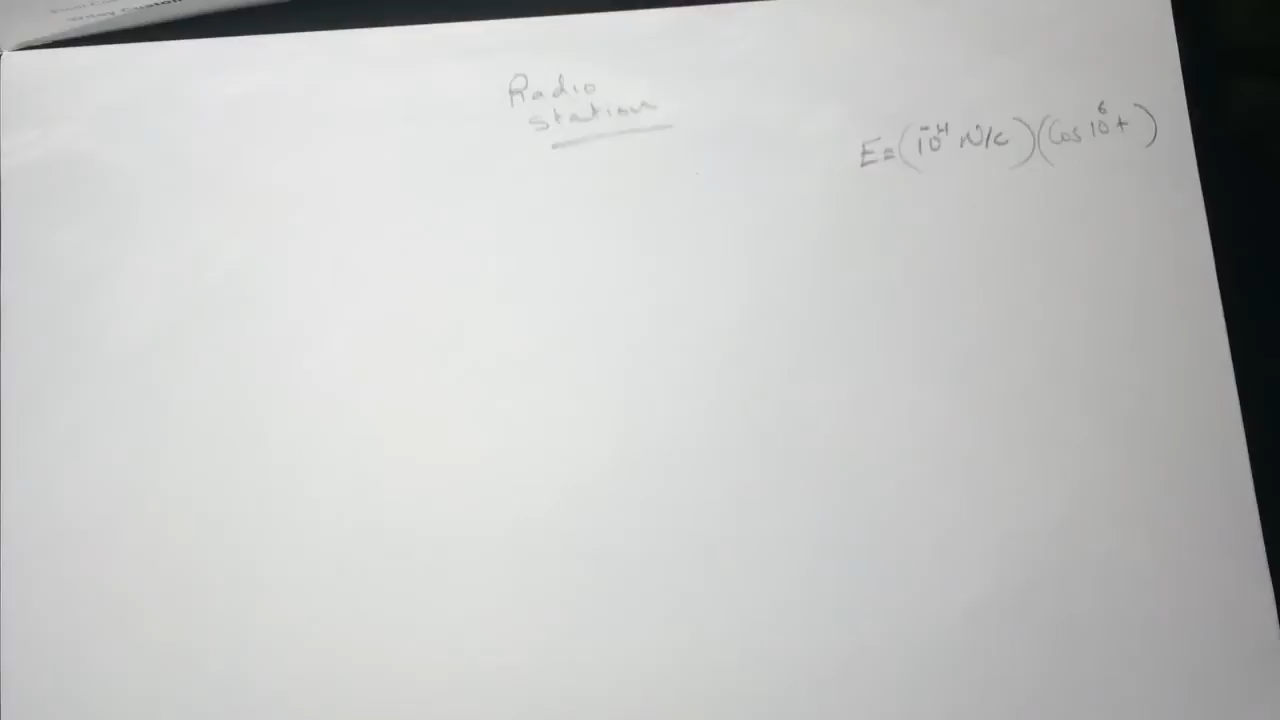 Radio
Station
E=(10⁻⁴ N/C)(Cos 10⁶ t)